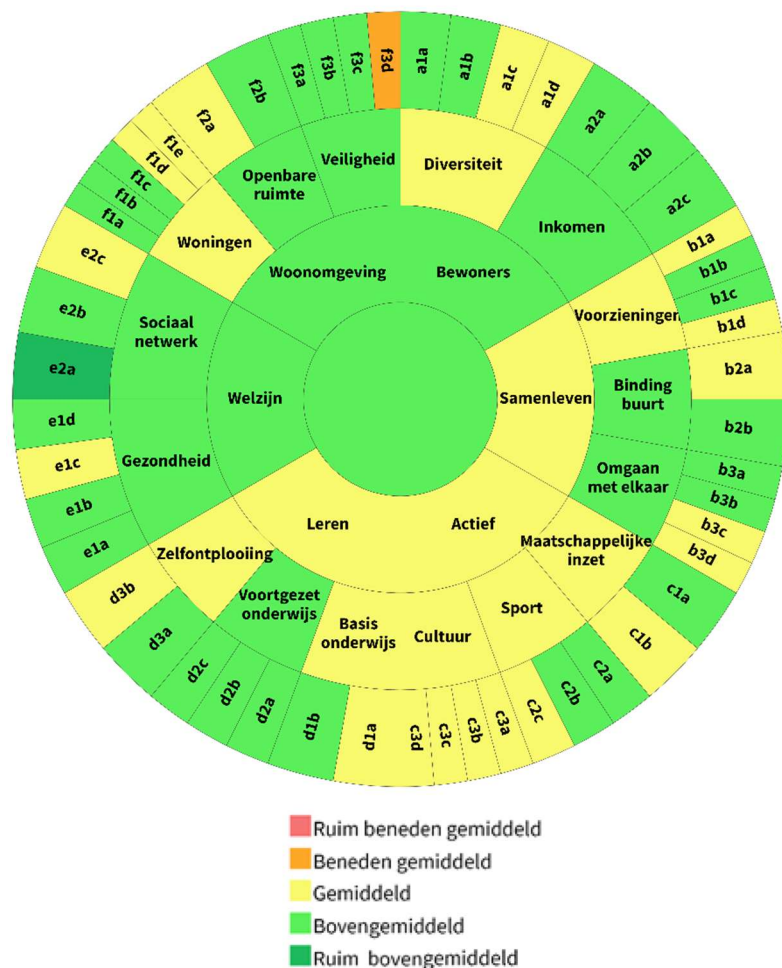 a1a
a1b
a1c
a1d
a2a
a2b
a2c
b1a
b1b
b1c
b1d
b2a
b2b
b3a
b3b
b3c
b3d
c1a
c1b
c2a
c2b
c2c
c3a
c3b
c3c
c3d
d1a
d1b
d2a
d2b
d2c
d3a
d3b
e1a
e1b
e1c
e1d
e2a
e2b
e2c
f1a
f1b
f1c
f1d
f1e
f2a
f2b
f3a
f3b
f3c
f3d
Diversiteit
Inkomen
Voorzieningen
Binding
buurt
Omgaan
met elkaar
Maatschappelijke
inzet
Sport
Cultuur
Basis
onderwijs
Voortgezet
onderwijs
Zelfontplooiing
Gezondheid
Sociaal
netwerk
Woningen
Openbare
ruimte
Veiligheid
Bewoners
Samenleven
Actief
Leren
Welzijn
Woonomgeving
Ruim beneden gemiddeld
Beneden gemiddeld
Gemiddeld
Bovengemiddeld
Ruim bovengemiddeld